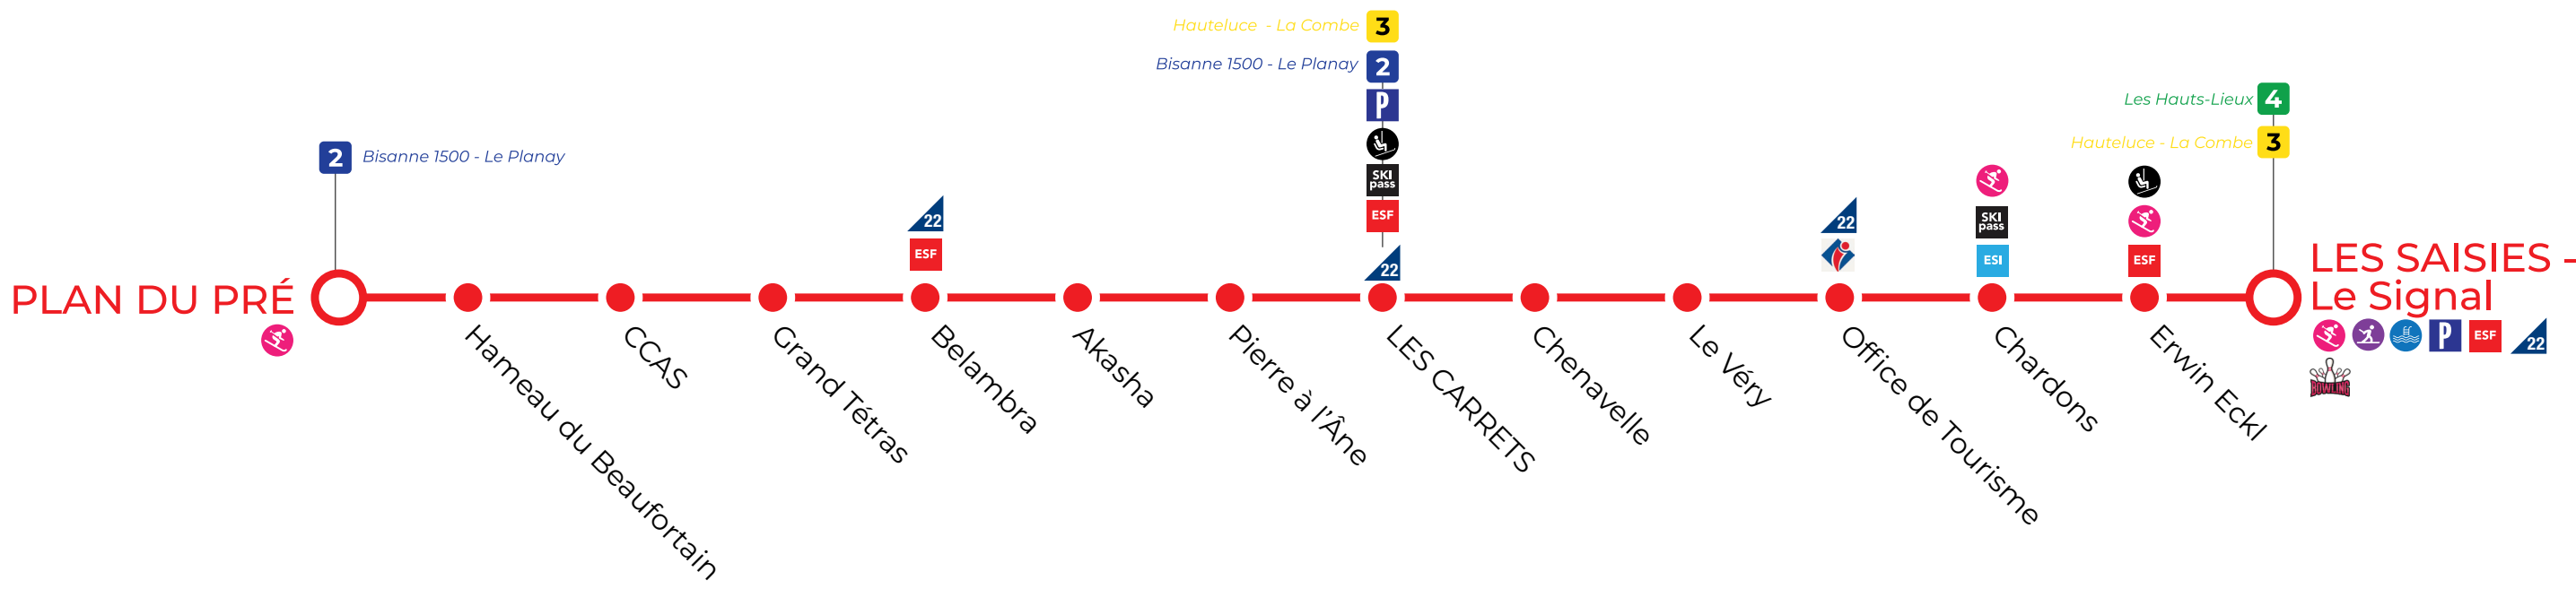 Hauteluce - La Combe 3
Bisanne 1500 - Le Planay 2
P
SKI
pass
ESF
22
Les Hauts-Lieux 4
Hauteluce - La Combe 3
2 Bisanne 1500 - Le Planay
22
ESF
22
SKI
pass
ESI
ESF
PLAN DU PRÉ
LES SAISIES -
Le Signal
P
ESF
22
BOWLING
Hameau du Beaufortain
CCAS
Grand Tétras
Belambra
Akasha
Pierre à l'Âne
LES CARRETS
Chenavelle
Le Véry
Office de Tourisme
Chardons
Erwin Eckl